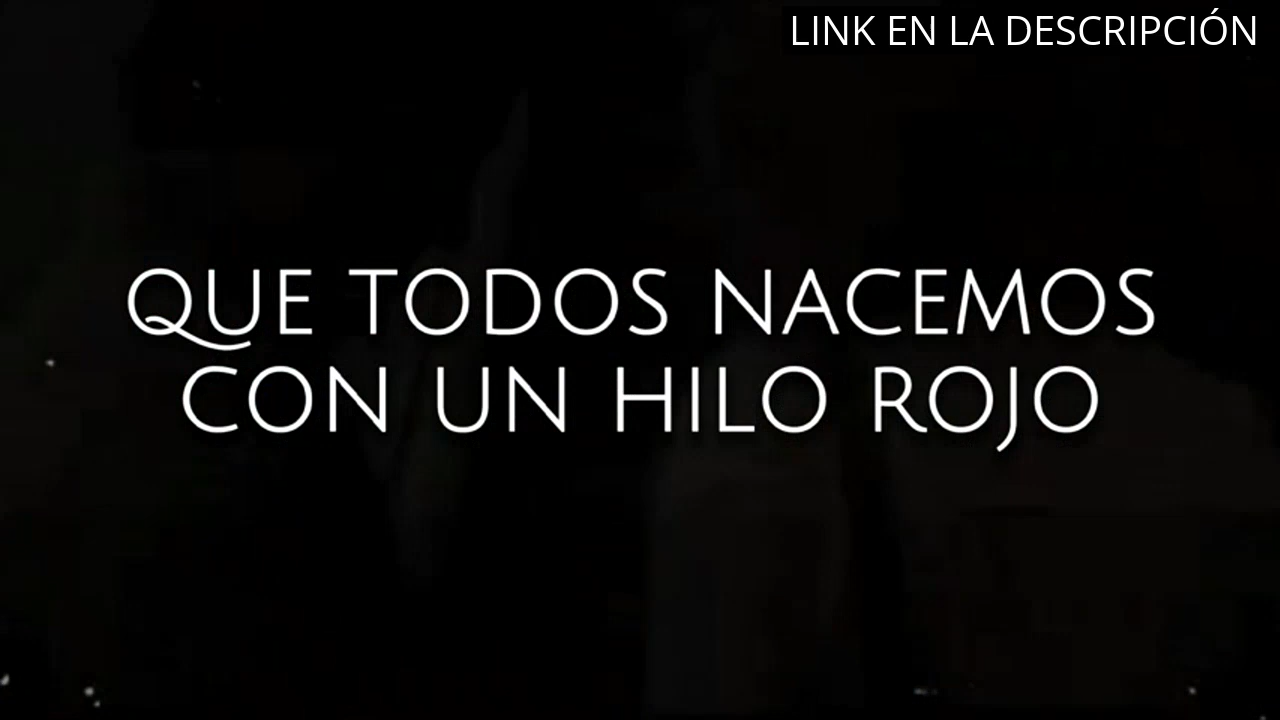 LINK EN LA DESCRIPCIÓN
QUE TODOS NACEMOS
CON UN HILO ROJO